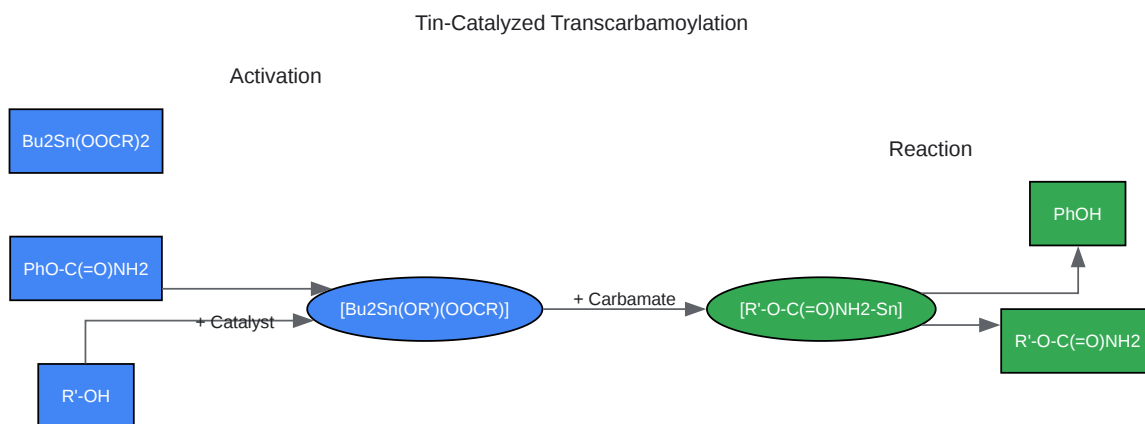 Tin-Catalyzed Transcarbamoylation
Activation
Bu2Sn(OOCR)2
Reaction
PhOH
PhO-C(=O)NH2
[Bu2Sn(OR')(OOCR)]
+ Carbamate
[R'-O-C(=O)NH2-Sn]
+ Catalyst
R'-O-C(=O)NH2
R'-OH